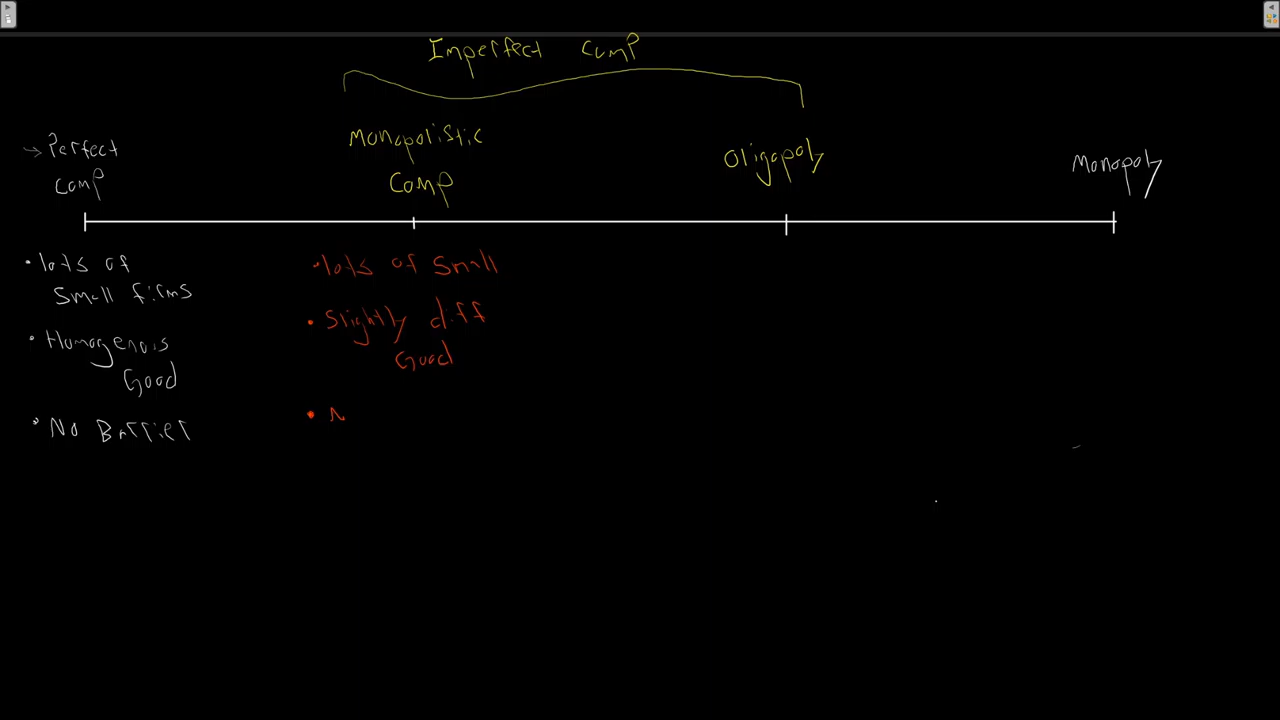 Imperfect Comp
→ Perfect
Comp
Monopolistic
Comp
Oligopoly
Monopoly
• lots of
Small firms
• Homogenois
Good
• No Barrier
• lots of Small
• Slightly diff
Good
• N